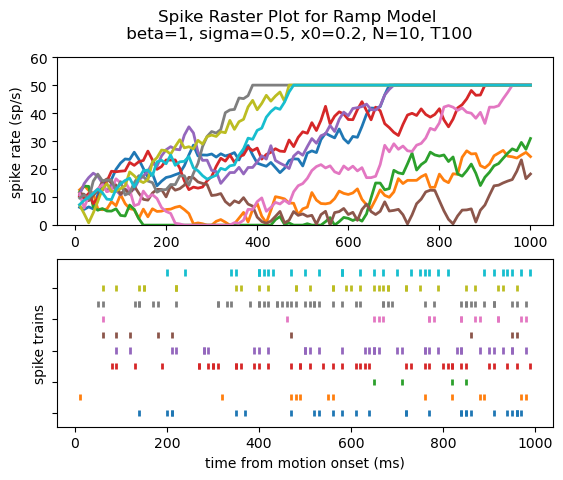 Spike Raster Plot for Ramp Model
beta=1, sigma=0.5, x0=0.2, N=10, T100
spike rate (sp/s)
60
50
40
30
20
10
0
0 200 400 600 800 1000
spike trains
0 200 400 600 800 1000
time from motion onset (ms)